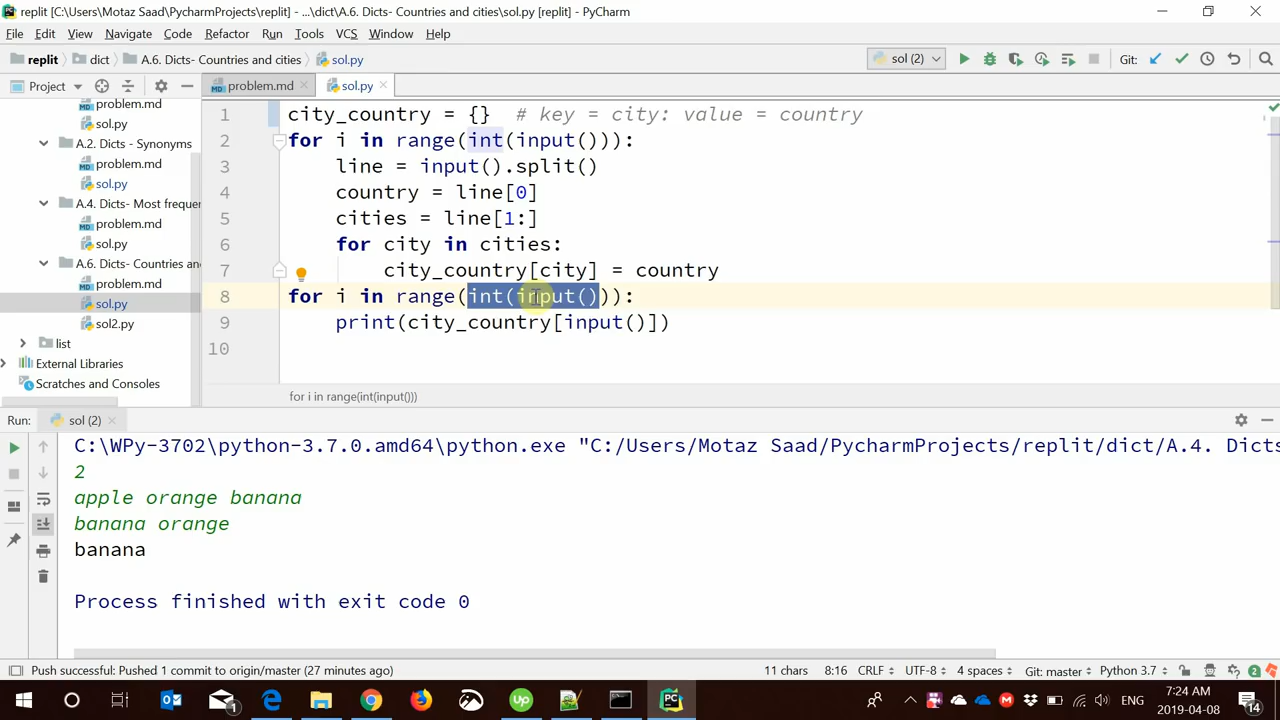 replit [C:\Users\Motaz Saad\PycharmProjects\replit] - ...\dict\A.6. Dicts- Countries and cities\sol.py [replit] - PyCharm
File Edit View Navigate Code Refactor Run Tools VCS Window Help
replit dict A.6. Dicts- Countries and cities sol.py sol (2) Git:
Project problem.md sol.py
problem.md
sol.py
A.2. Dicts - Synonyms
problem.md
sol.py
A.4. Dicts- Most frequen
problem.md
sol.py
A.6. Dicts- Countries an
problem.md
sol.py
sol2.py
list
External Libraries
Scratches and Consoles
1 city_country = {}  # key = city: value = country
2 for i in range(int(input())):
3 line = input().split()
4 country = line[0]
5 cities = line[1:]
6 for city in cities:
7 city_country[city] = country
8 for i in range(int(input())):
9 print(city_country[input()])
10
for i in range(int(input()))
Run: sol (2)
C:\WPy-3702\python-3.7.0.amd64\python.exe "C:/Users/Motaz Saad/PycharmProjects/replit/dict/A.4. Dicts
2
apple orange banana
banana orange
banana
Process finished with exit code 0
Push successful: Pushed 1 commit to origin/master (27 minutes ago) 11 chars 8:16 CRLF UTF-8 4 spaces Git: master Python 3.7 2
1 up ENG 7:24 AM 14
2019-04-08